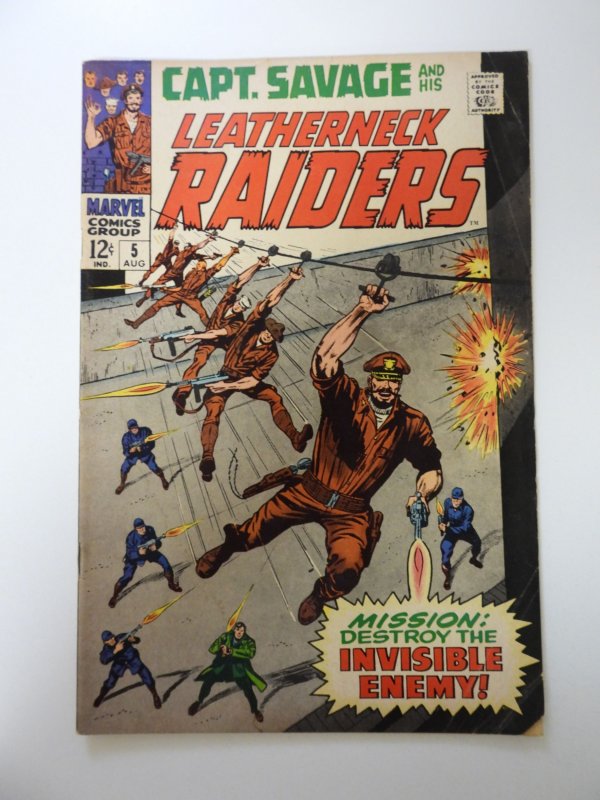 CAPT. SAVAGE AND HIS
LEATHERNECK
RAIDERS
TM
APPROVED
BY THE
COMICS
CODE
AUTHORITY
MARVEL
COMICS
GROUP
12¢
IND.
5
AUG
MISSION:
DESTROY THE
INVISIBLE
ENEMY!